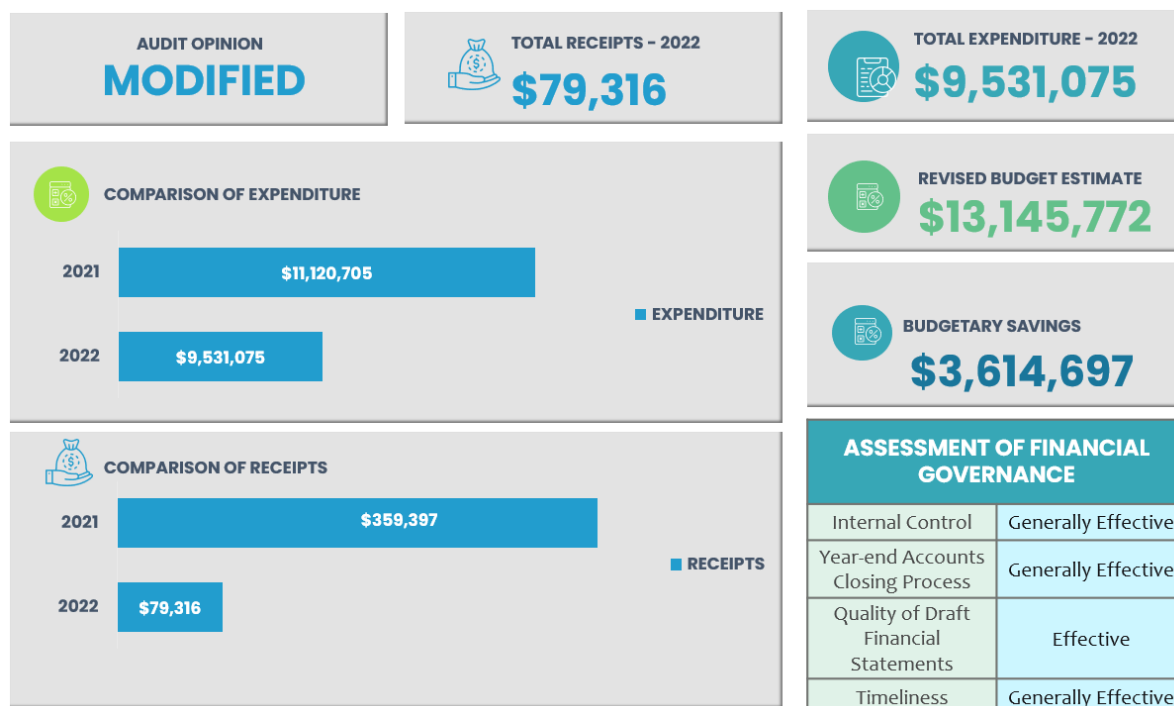 AUDIT OPINION
MODIFIED
TOTAL RECEIPTS - 2022
$79,316
TOTAL EXPENDITURE - 2022
$9,531,075
COMPARISON OF EXPENDITURE
2021
$11,120,705
2022
$9,531,075
EXPENDITURE
REVISED BUDGET ESTIMATE
$13,145,772
BUDGETARY SAVINGS
$3,614,697
COMPARISON OF RECEIPTS
2021
$359,397
2022
$79,316
RECEIPTS
ASSESSMENT OF FINANCIAL
GOVERNANCE
Internal Control
Generally Effective
Year-end Accounts
Closing Process
Generally Effective
Quality of Draft
Financial
Statements
Effective
Timeliness
Generally Effective